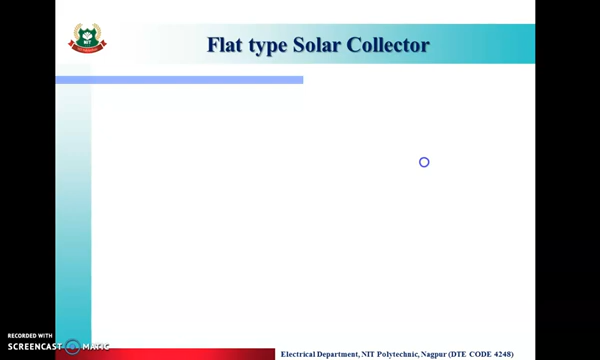 Flat type Solar Collector
NIT
RECORDED WITH
SCREENCAST MATIC
Electrical Department, NIT Polytechnic, Nagpur (DTE CODE 4248)